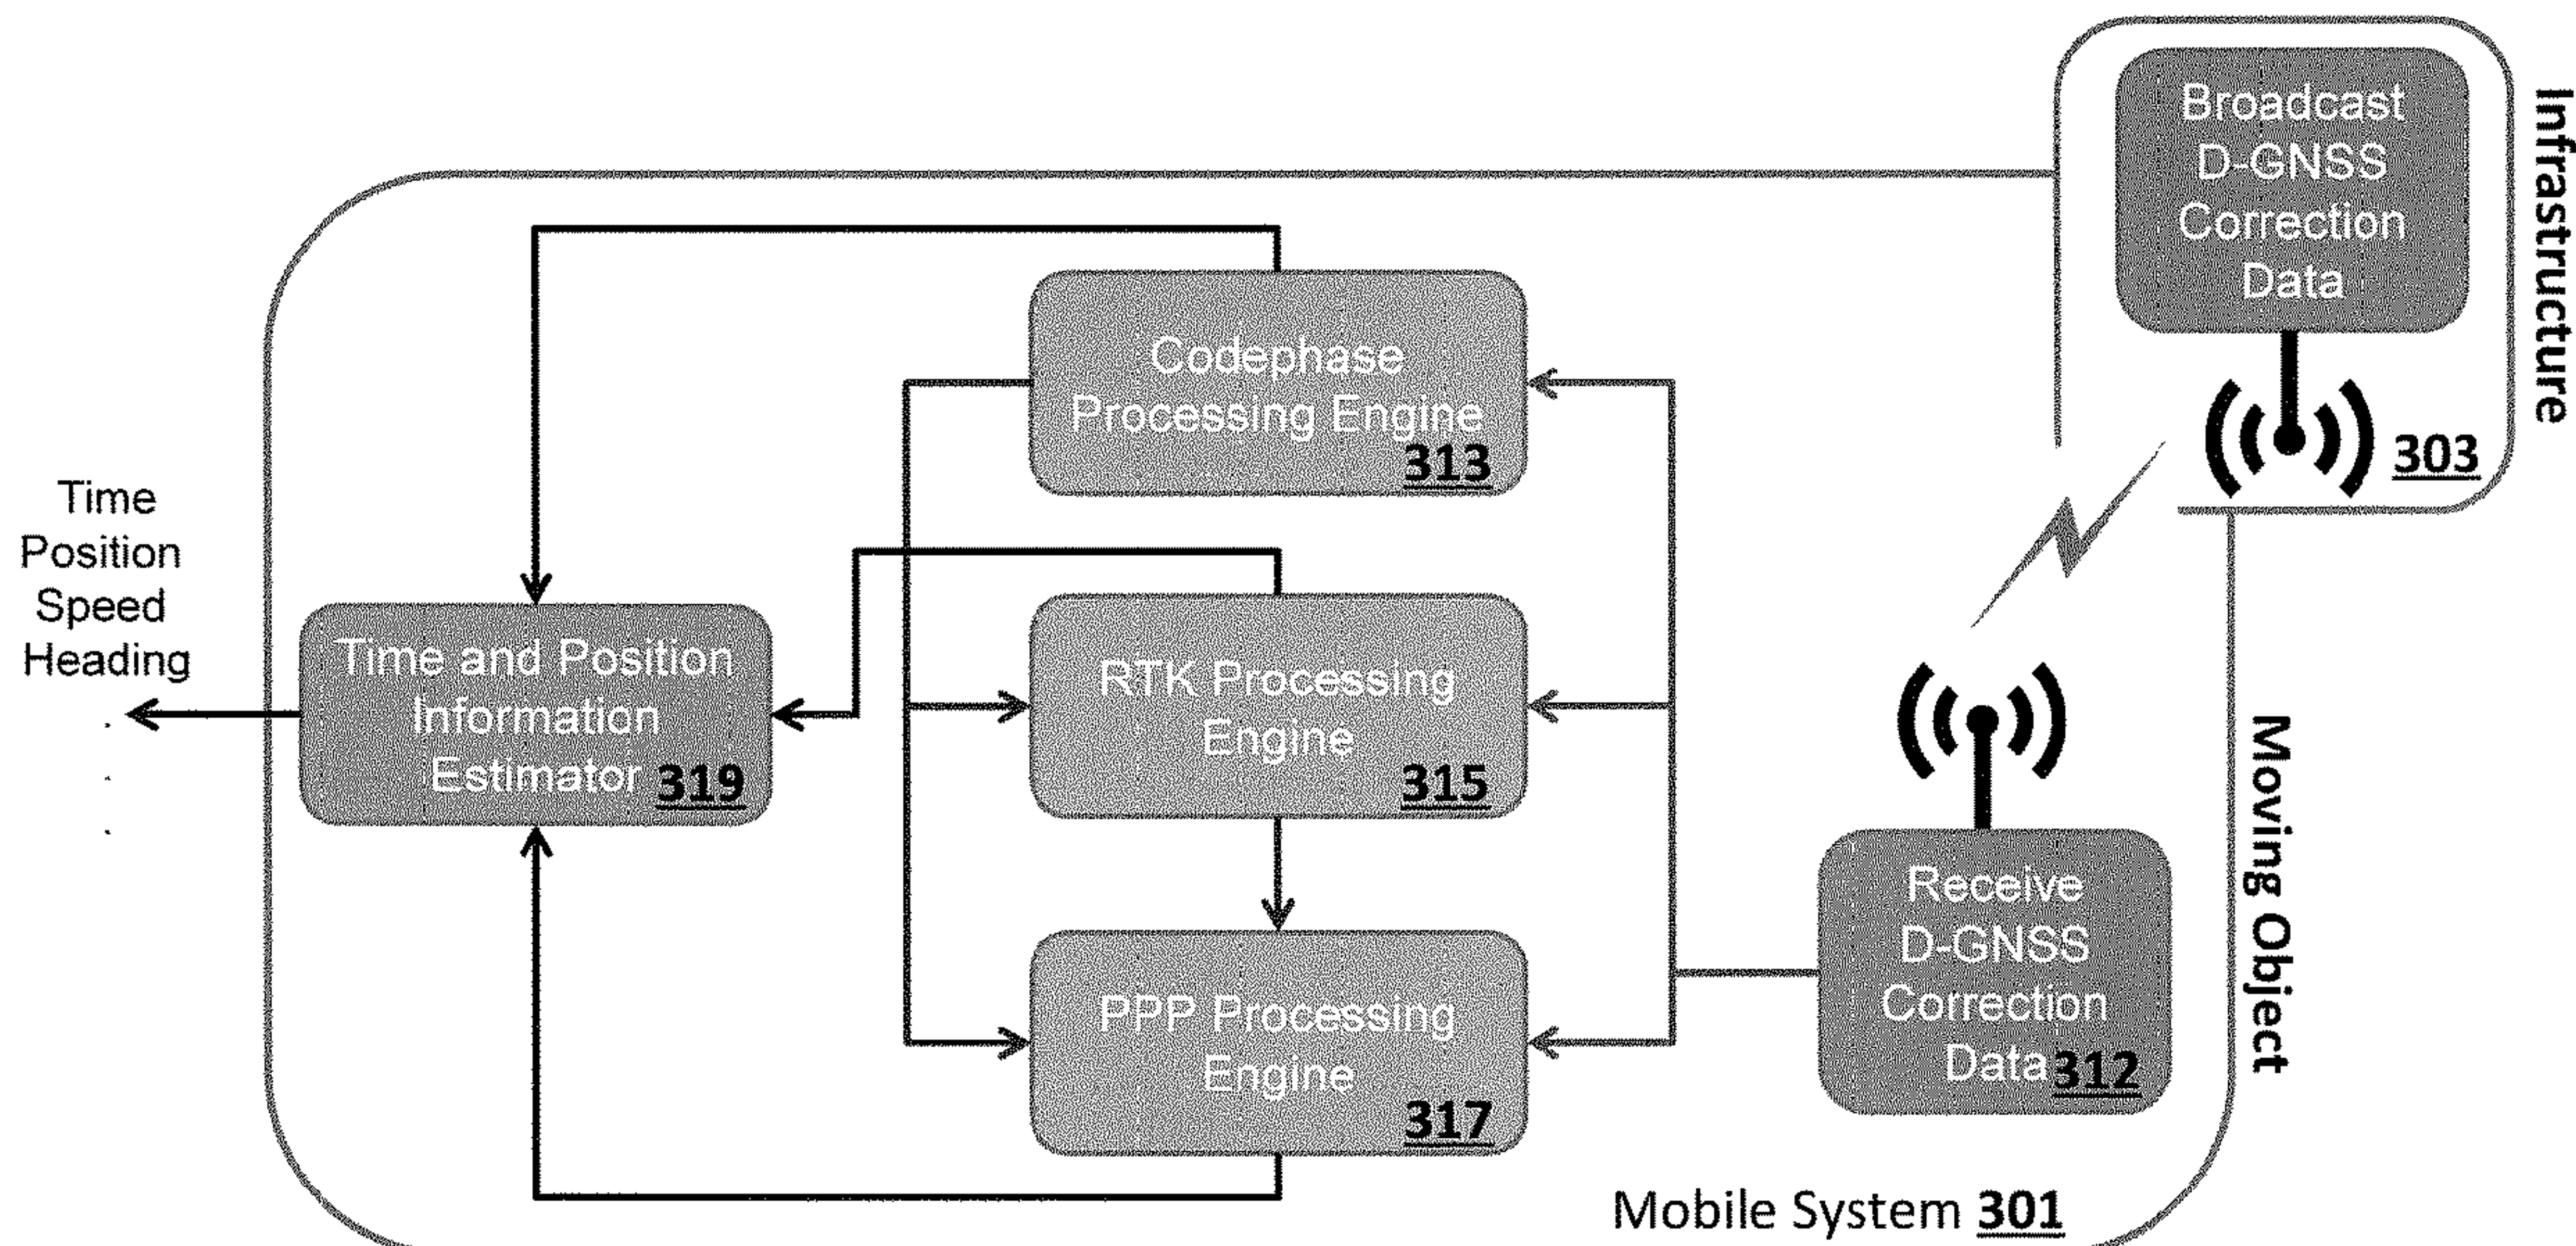 Broadcast
D-GNSS
Correction
Data
303
Infrastructure
Codephase
Processing Engine
313
Time
Position
Speed
Heading
Time and Position
Information
Estimator 319
RTK Processing
Engine
315
PPP Processing
Engine
317
Receive
D-GNSS
Correction
Data 312
Moving Object
Mobile System 301